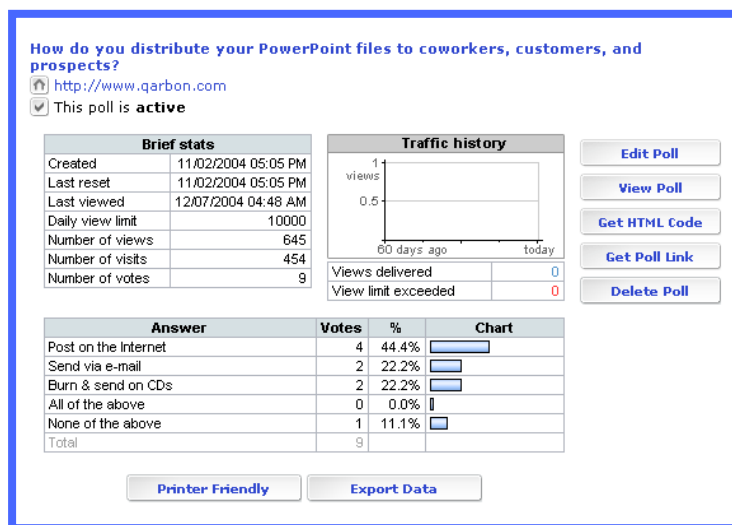 How do you distribute your PowerPoint files to coworkers, customers, and
prospects?
http://www.qarbon.com
This poll is active
Brief stats
Created 11/02/2004 05:05 PM
Last reset 11/02/2004 05:05 PM
Last viewed 12/07/2004 04:48 AM
Daily view limit 10000
Number of views 645
Number of visits 454
Number of votes 9
Traffic history
1
views
0.5
60 days ago today
Views delivered 0
View limit exceeded 0
Edit Poll
View Poll
Get HTML Code
Get Poll Link
Delete Poll
Answer Votes % Chart
Post on the Internet 4 44.4%
Send via e-mail 2 22.2%
Burn & send on CDs 2 22.2%
All of the above 0 0.0%
None of the above 1 11.1%
Total 9
Printer Friendly Export Data